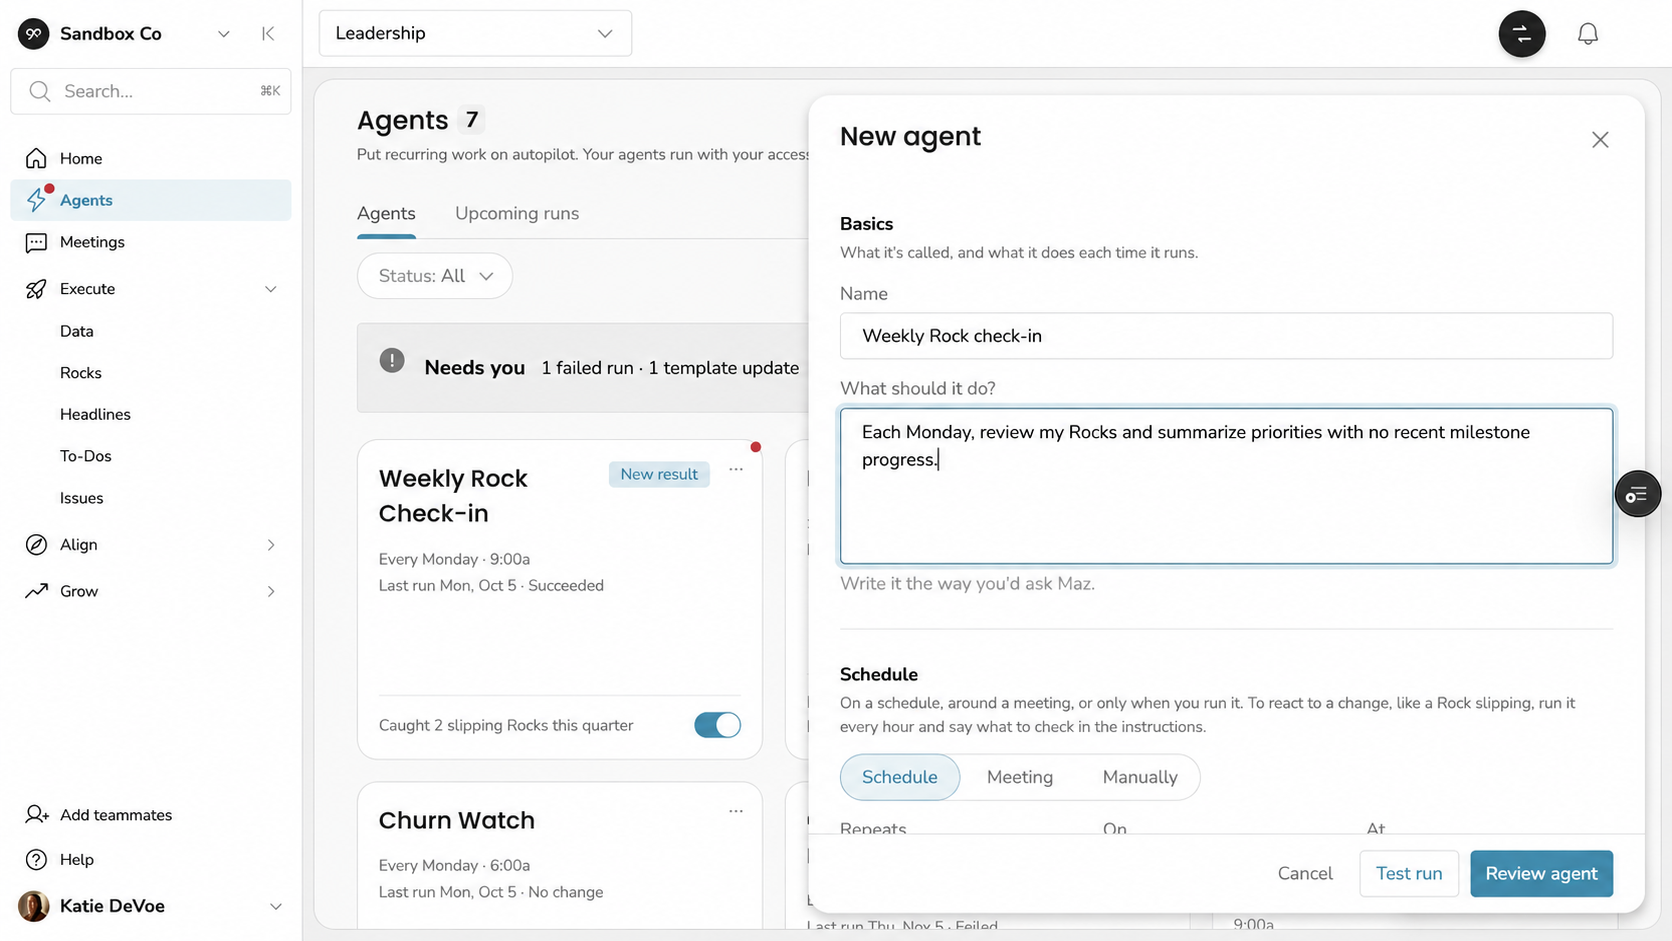 Sandbox Co
Search...
⌘K
Home
Agents
Meetings
Execute
Data
Rocks
Headlines
To-Dos
Issues
Align
Grow
Add teammates
Help
Katie DeVoe
Leadership
Agents 7
Put recurring work on autopilot. Your agents run with your access
Agents
Upcoming runs
Status: All
Needs you 1 failed run · 1 template update
Weekly Rock
Check-in
New result
Every Monday · 9:00a
Last run Mon, Oct 5 · Succeeded
Caught 2 slipping Rocks this quarter
Churn Watch
Every Monday · 6:00a
Last run Mon, Oct 5 · No change
Last run Thu, Nov 5 · Failed
9:00a
New agent
Basics
What it's called, and what it does each time it runs.
Name
Weekly Rock check-in
What should it do?
Each Monday, review my Rocks and summarize priorities with no recent milestone
progress.
Write it the way you'd ask Maz.
Schedule
On a schedule, around a meeting, or only when you run it. To react to a change, like a Rock slipping, run it
every hour and say what to check in the instructions.
Schedule
Meeting
Manually
Repeats
On
At
Cancel
Test run
Review agent